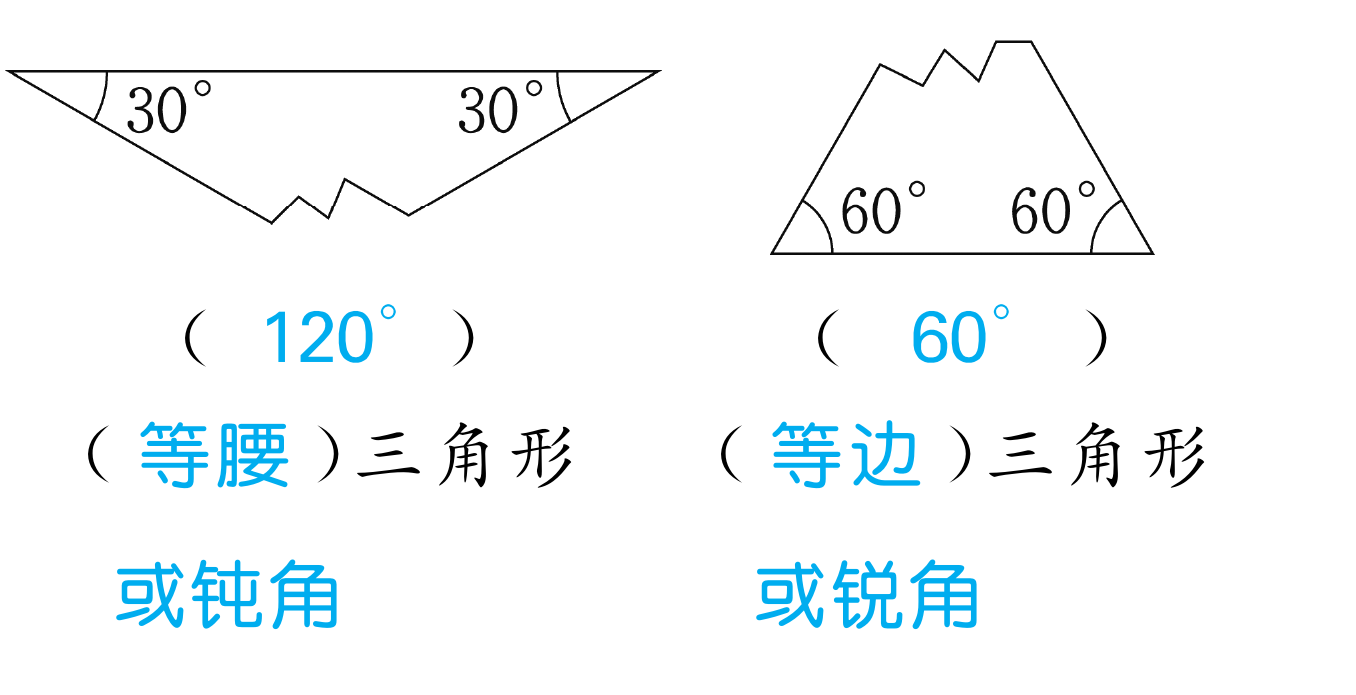 30° 30° 60° 60°
( 120° ) ( 60° )
( 等腰 )三角形 ( 等边 )三角形
或钝角 或锐角